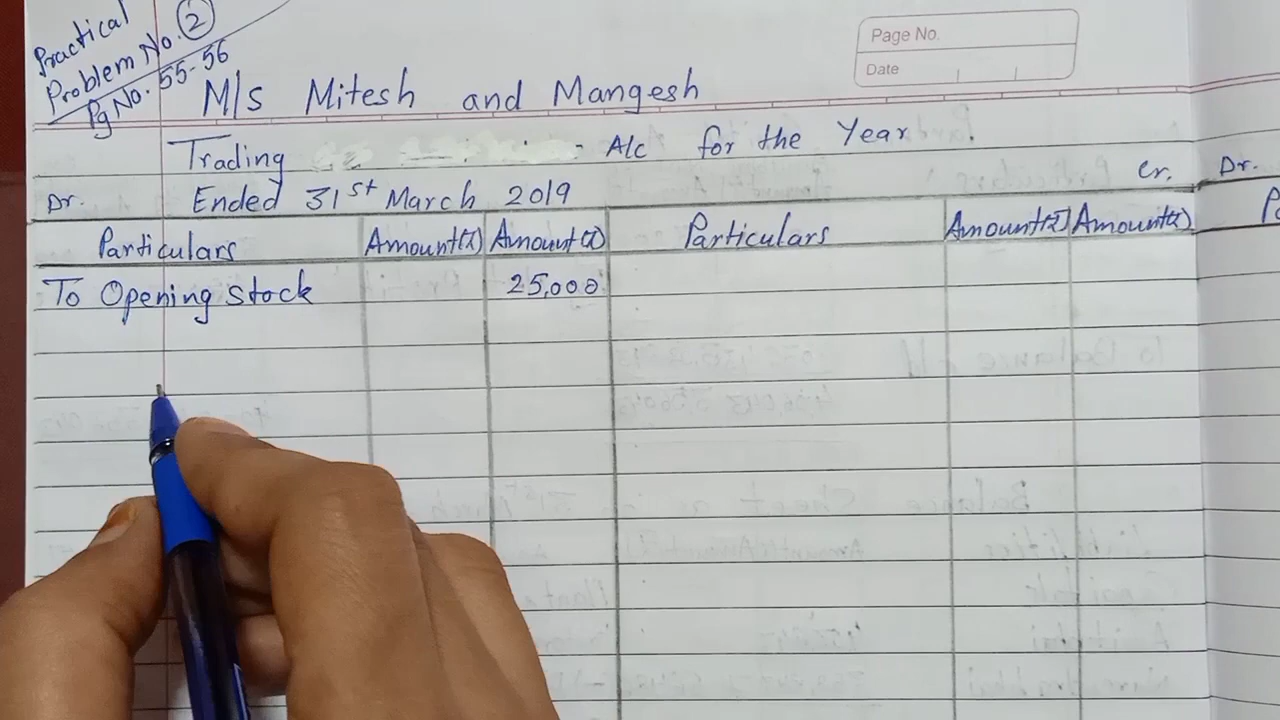 Practical
Problem No. 2
Pg No. 55-56
Page No.
Date
M/s Mitesh and Mangesh
Trading A/c for the Year
Dr. Ended 31st March 2019 Cr. Dr.
Particulars Amount(₹) Amount(₹) Particulars Amount(₹) Amount(₹)
To Opening stock 25,000